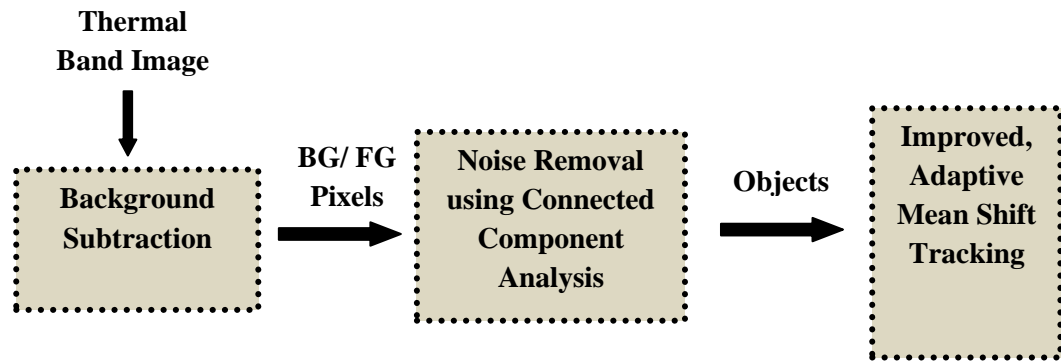 Thermal
Band Image
Background
Subtraction
BG/ FG
Pixels
Noise Removal
using Connected
Component
Analysis
Objects
Improved,
Adaptive
Mean Shift
Tracking